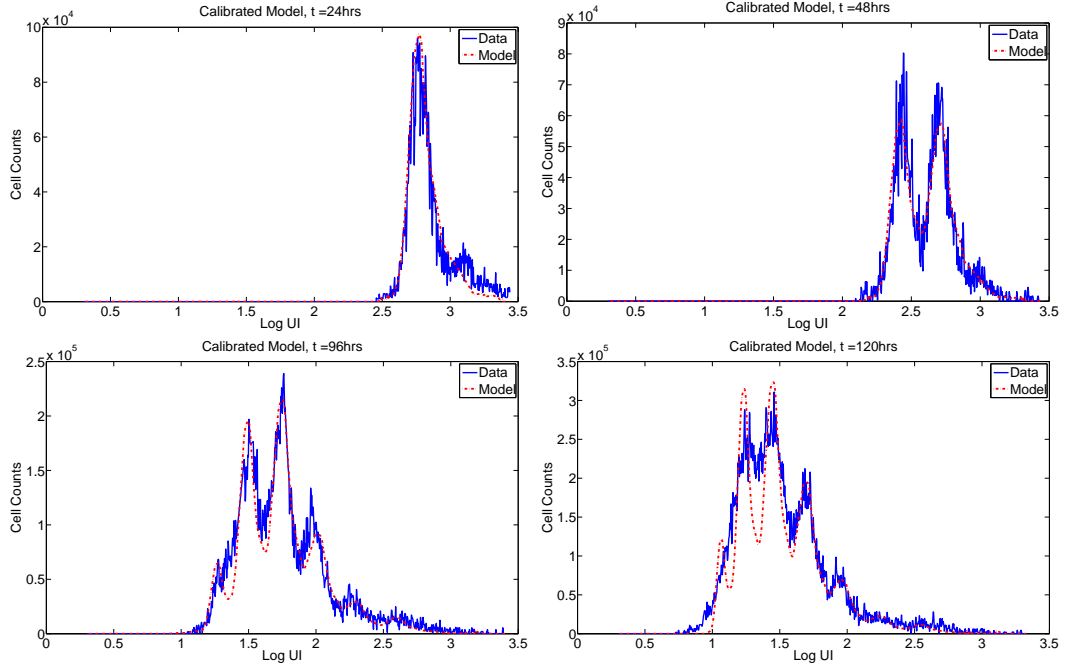 Calibrated Model, t =24hrs
x 10^4
10
8
6
4
2
0
Cell Counts
0 0.5 1 1.5 2 2.5 3 3.5
Log UI
Data
Model
Calibrated Model, t =48hrs
x 10^4
9
8
7
6
5
4
3
2
1
0
Cell Counts
0 0.5 1 1.5 2 2.5 3 3.5
Log UI
Data
Model
Calibrated Model, t =96hrs
x 10^5
2.5
2
1.5
1
0.5
0
Cell Counts
0 0.5 1 1.5 2 2.5 3 3.5
Log UI
Data
Model
Calibrated Model, t =120hrs
x 10^5
3.5
3
2.5
2
1.5
1
0.5
0
Cell Counts
0 0.5 1 1.5 2 2.5 3 3.5
Log UI
Data
Model